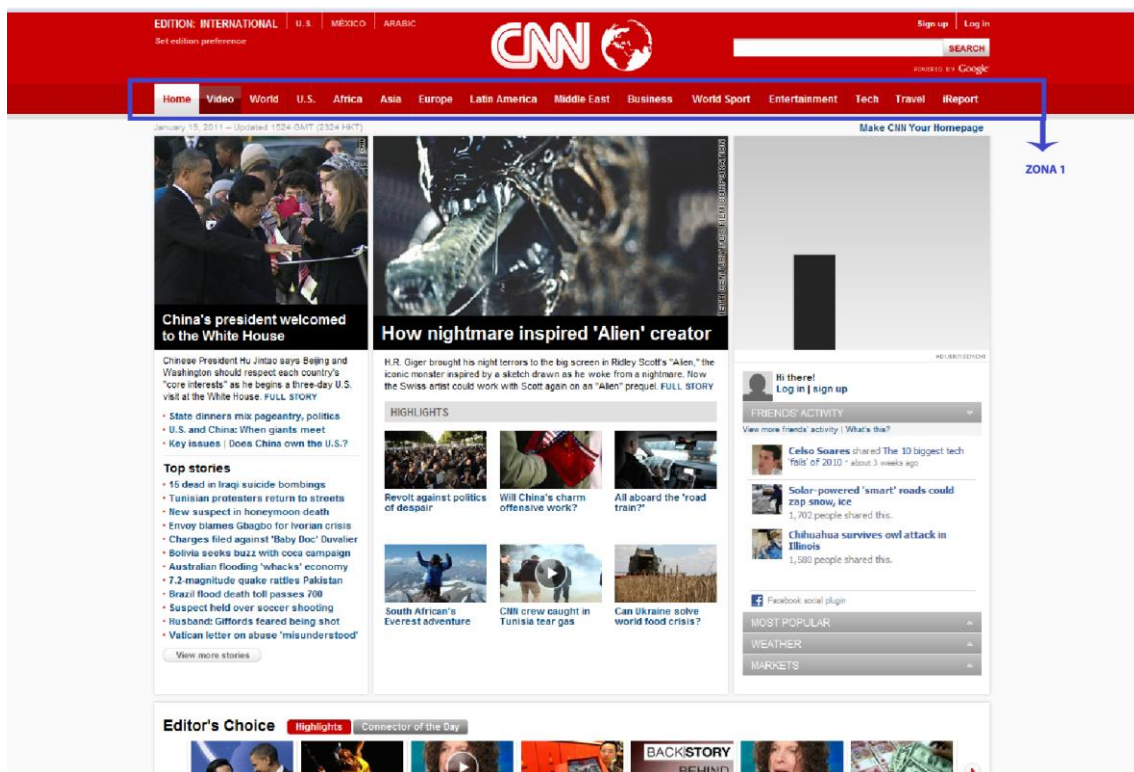 EDITION: INTERNATIONAL U.S. MÉXICO ARABIC
Set edition preference
CNN
Sign up Log in
SEARCH
POWERED BY Google
Home Video World U.S. Africa Asia Europe Latin America Middle East Business World Sport Entertainment Tech Travel iReport
ZONA 1
January 19, 2011 -- Updated 1524 GMT (2324 HKT)
Make CNN Your Homepage
CNN
China's president welcomed
to the White House
Chinese President Hu Jintao says Beijing and
Washington should respect each country's
"core interests" as he begins a three-day U.S.
visit at the White House. FULL STORY
• State dinners mix pageantry, politics
• U.S. and China: When giants meet
• Key issues | Does China own the U.S.?
Top stories
• 15 dead in Iraqi suicide bombings
• Tunisian protesters return to streets
• New suspect in honeymoon death
• Envoy blames Gbagbo for Ivorian crisis
• Charges filed against 'Baby Doc' Duvalier
• Bolivia seeks buzz with coca campaign
• Australian flooding 'whacks' economy
• 7.2-magnitude quake rattles Pakistan
• Brazil flood death toll passes 700
• Suspect held over soccer shooting
• Husband: Giffords feared being shot
• Vatican letter on abuse 'misunderstood'
View more stories
How nightmare inspired 'Alien' creator
H.R. Giger brought his night terrors to the big screen in Ridley Scott's "Alien," the
iconic monster inspired by a sketch drawn as he woke from a nightmare. Now
the Swiss artist could work with Scott again on an "Alien" prequel. FULL STORY
HIGHLIGHTS
Revolt against politics
of despair
Will China's charm
offensive work?
All aboard the 'road
train?'
South African's
Everest adventure
CNN crew caught in
Tunisia tear gas
Can Ukraine solve
world food crisis?
ADVERTISEMENT
Hi there!
Log in | sign up
FRIENDS' ACTIVITY
View more friends' activity | What's this?
Celso Soares shared The 10 biggest tech
'fails' of 2010 · about 3 weeks ago
Solar-powered 'smart' roads could
zap snow, ice
1,702 people shared this.
Chihuahua survives owl attack in
Illinois
1,580 people shared this.
Facebook social plugin
MOST POPULAR
WEATHER
MARKETS
Editor's Choice Highlights Connector of the Day
BACKSTORY
BEHIND